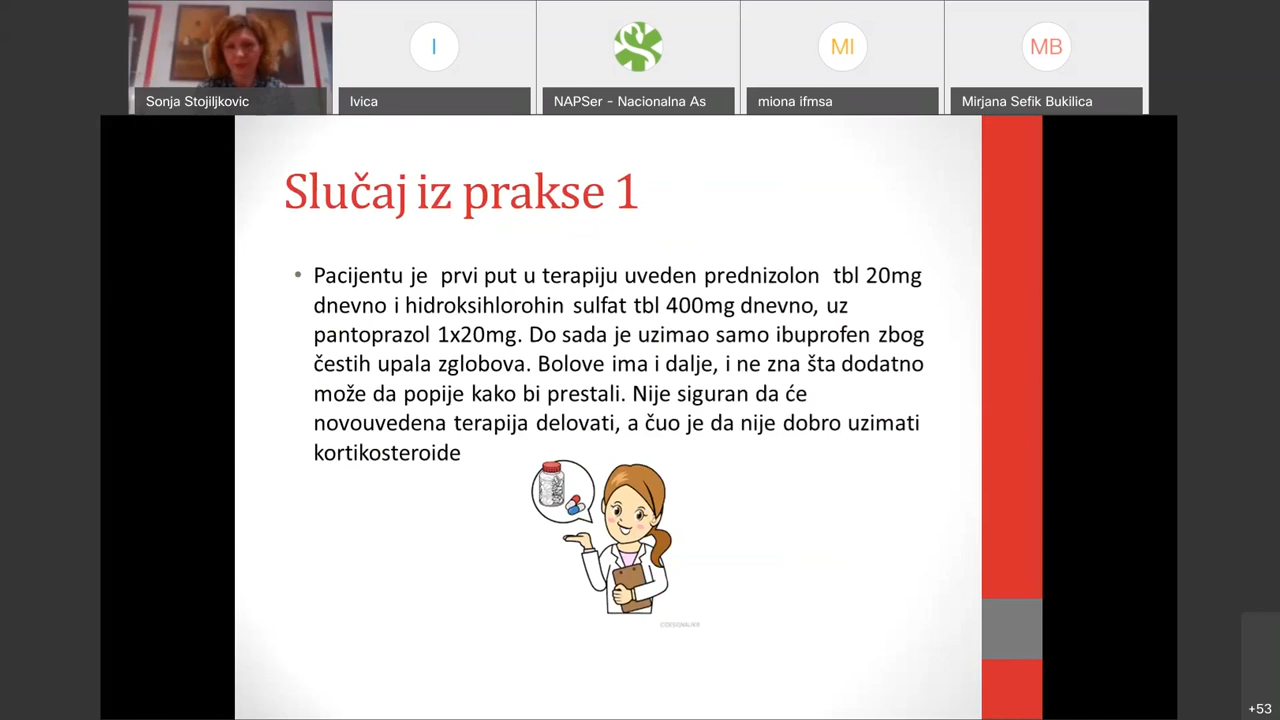 Sonja Stojiljkovic
I
Ivica
NAPSer - Nacionalna As
MI
miona ifmsa
MB
Mirjana Sefik Bukilica
Slučaj iz prakse 1
• Pacijentu je prvi put u terapiju uveden prednizolon tbl 20mg
dnevno i hidroksihlorohin sulfat tbl 400mg dnevno, uz
pantoprazol 1x20mg. Do sada je uzimao samo ibuprofen zbog
čestih upala zglobova. Bolove ima i dalje, i ne zna šta dodatno
može da popije kako bi prestali. Nije siguran da će
novouvedena terapija delovati, a čuo je da nije dobro uzimati
kortikosteroide
+53